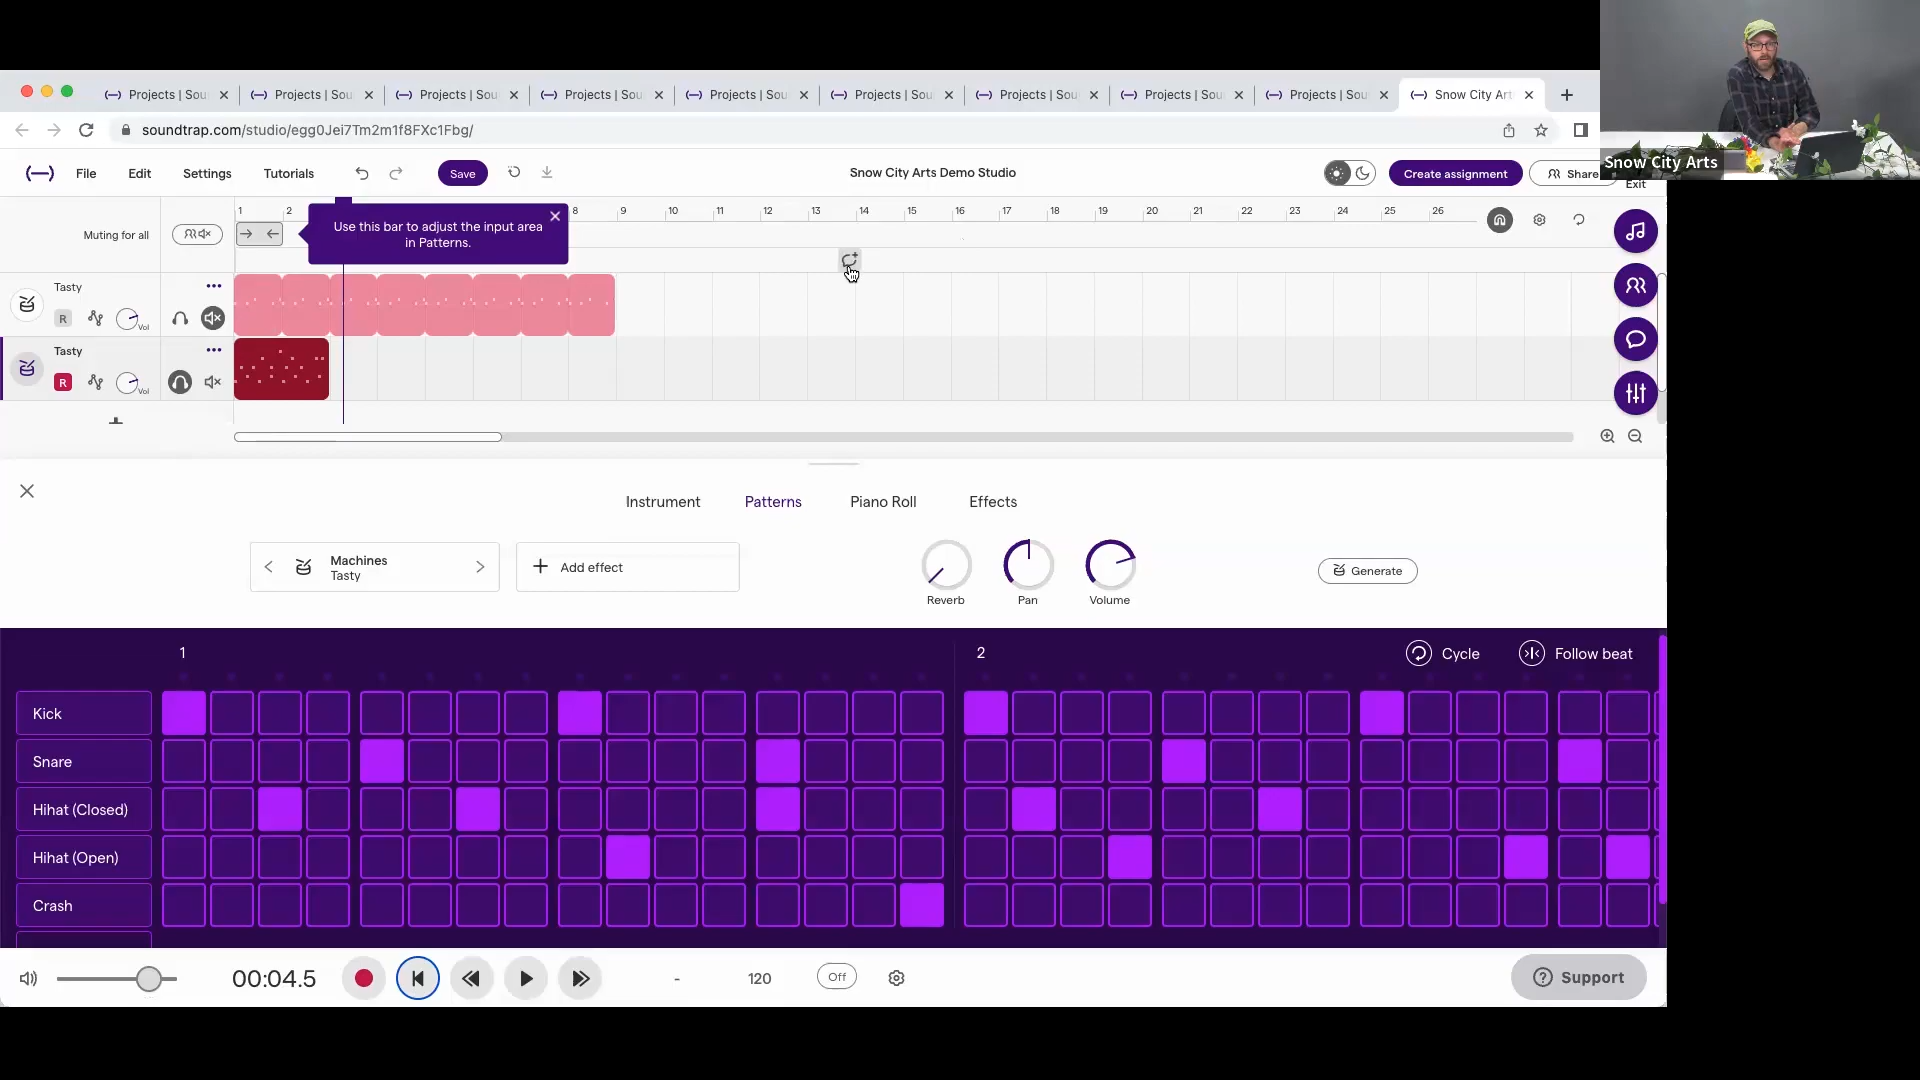 Projects | Sou
Projects | Sou
Projects | Sou
Projects | Sou
Projects | Sou
Projects | Sou
Projects | Sou
Projects | Sou
Projects | Sou
Snow City Art
soundtrap.com/studio/egg0Jei7Tm2m1f8FXc1Fbg/
Snow City Arts
File
Edit
Settings
Tutorials
Save
Snow City Arts Demo Studio
Create assignment
Share
Exit
Muting for all
1
2
8
9
10
11
12
13
14
15
16
17
18
19
20
21
22
23
24
25
26
Use this bar to adjust the input area
in Patterns.
Tasty
R
Vol
Tasty
R
Vol
Instrument
Patterns
Piano Roll
Effects
Machines
Tasty
Add effect
Reverb
Pan
Volume
Generate
1
2
Cycle
Follow beat
Kick
Snare
Hihat (Closed)
Hihat (Open)
Crash
00:04.5
-
120
Off
Support